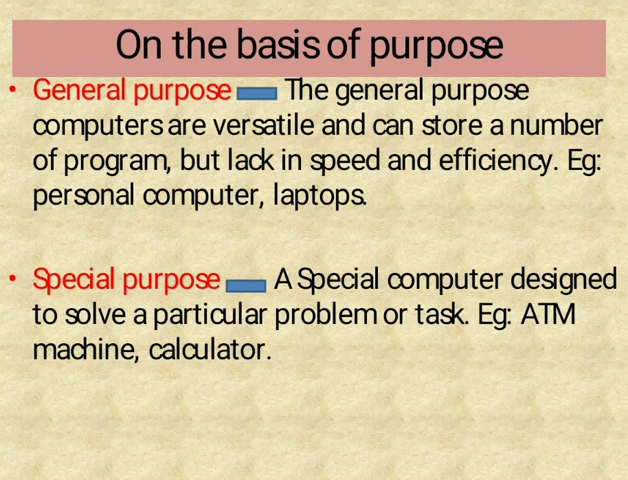 On the basis of purpose
• General purpose The general purpose
computers are versatile and can store a number
of program, but lack in speed and efficiency. Eg:
personal computer, laptops.
• Special purpose A Special computer designed
to solve a particular problem or task. Eg: ATM
machine, calculator.